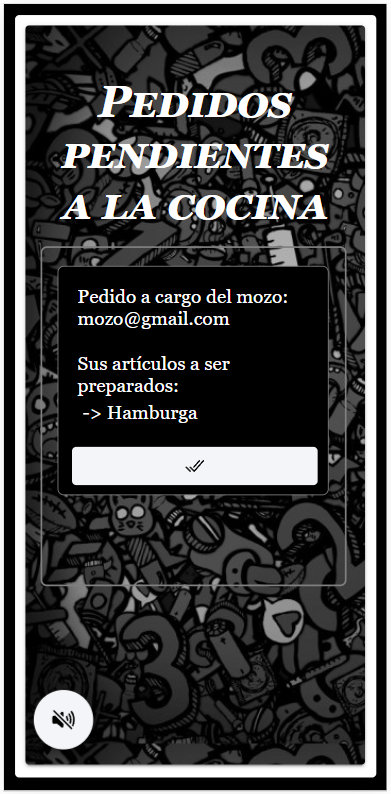 Pedidos
pendientes
a la cocina
Pedido a cargo del mozo:
mozo@gmail.com
Sus artículos a ser
preparados:
-> Hamburga